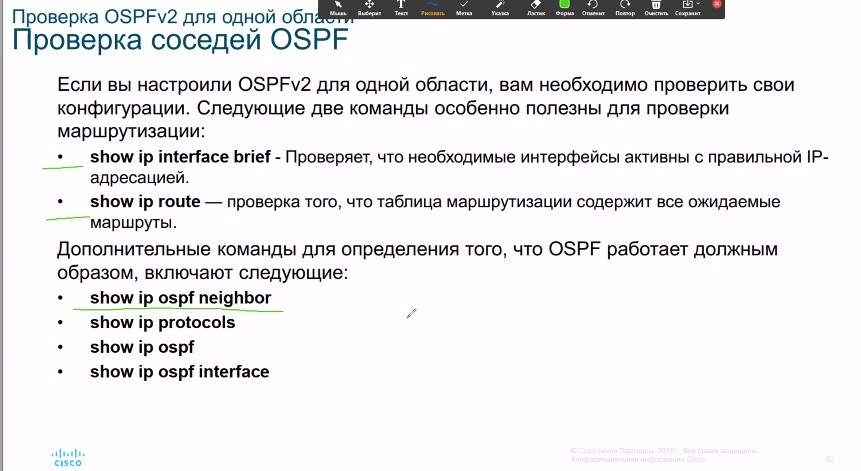 Проверка OSPFv2 для одной области
Мышь Выберит Текст Рисовать Метка Указка Ластик Форма Отменит Повтор Очистить Сохранит
Проверка соседей OSPF
Если вы настроили OSPFv2 для одной области, вам необходимо проверить свои
конфигурации. Следующие две команды особенно полезны для проверки
маршрутизации:
• show ip interface brief - Проверяет, что необходимые интерфейсы активны с правильной IP-
адресацией.
• show ip route — проверка того, что таблица маршрутизации содержит все ожидаемые
маршруты.
Дополнительные команды для определения того, что OSPF работает должным
образом, включают следующие:
• show ip ospf neighbor
• show ip protocols
• show ip ospf
• show ip ospf interface
CISCO
© Cisco и/или Партнеры, 2016 г. Все права защищены.
Конфиденциальная информация Cisco
82